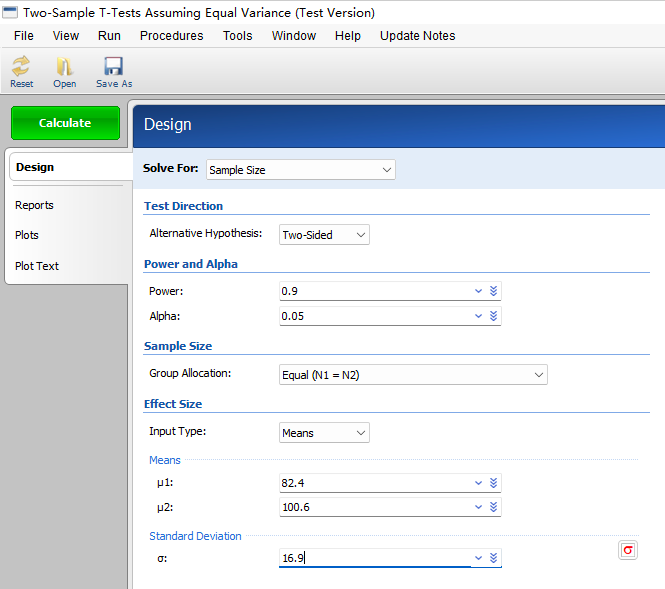 Two-Sample T-Tests Assuming Equal Variance (Test Version)
File View Run Procedures Tools Window Help Update Notes
Reset Open Save As
Calculate
Design
Reports
Plots
Plot Text
Design
Solve For: Sample Size
Test Direction
Alternative Hypothesis: Two-Sided
Power and Alpha
Power: 0.9
Alpha: 0.05
Sample Size
Group Allocation: Equal (N1 = N2)
Effect Size
Input Type: Means
Means
μ1: 82.4
μ2: 100.6
Standard Deviation
σ: 16.9
σ